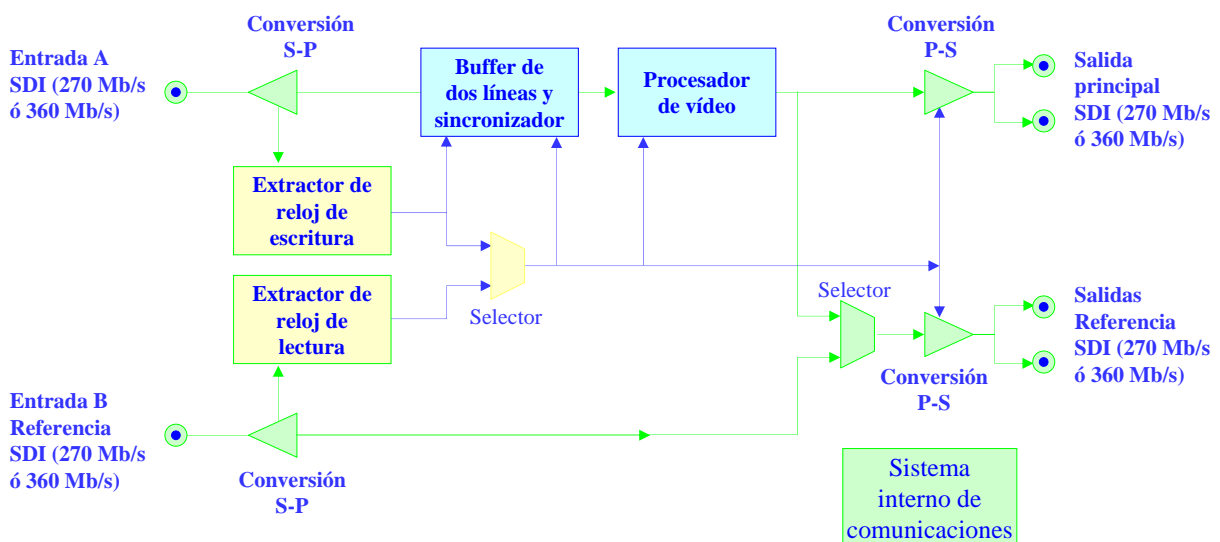 Conversión
S-P
Entrada A
SDI (270 Mb/s
ó 360 Mb/s)
Buffer de
dos líneas y
sincronizador
Procesador
de vídeo
Conversión
P-S
Salida
principal
SDI (270 Mb/s
ó 360 Mb/s)
Extractor de
reloj de
escritura
Extractor de
reloj de
lectura
Selector
Selector
Salidas
Referencia
SDI (270 Mb/s
ó 360 Mb/s)
Conversión
P-S
Entrada B
Referencia
SDI (270 Mb/s
ó 360 Mb/s)
Conversión
S-P
Sistema
interno de
comunicaciones